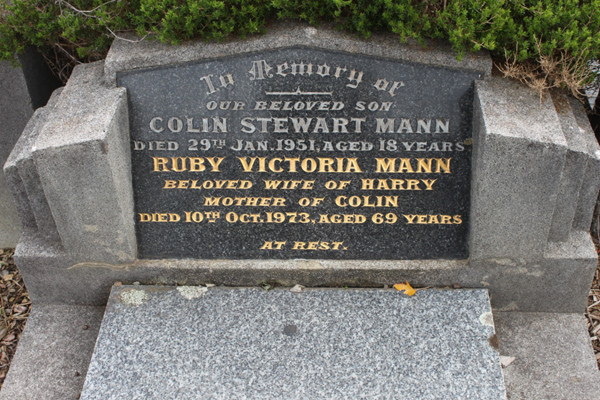 In Memory of
OUR BELOVED SON
COLIN STEWART MANN
DIED 29TH JAN. 1951, AGED 18 YEARS
RUBY VICTORIA MANN
BELOVED WIFE OF HARRY
MOTHER OF COLIN
DIED 10TH OCT. 1973. AGED 69 YEARS
AT REST.